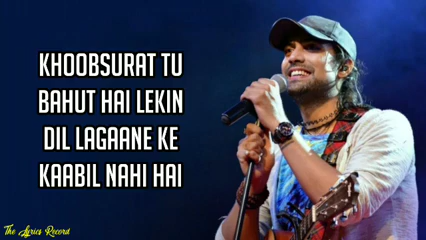 KHOOBSURAT TU
BAHUT HAI LEKIN
DIL LAGAANE KE
KAABIL NAHI HAI
The Lyrics Record